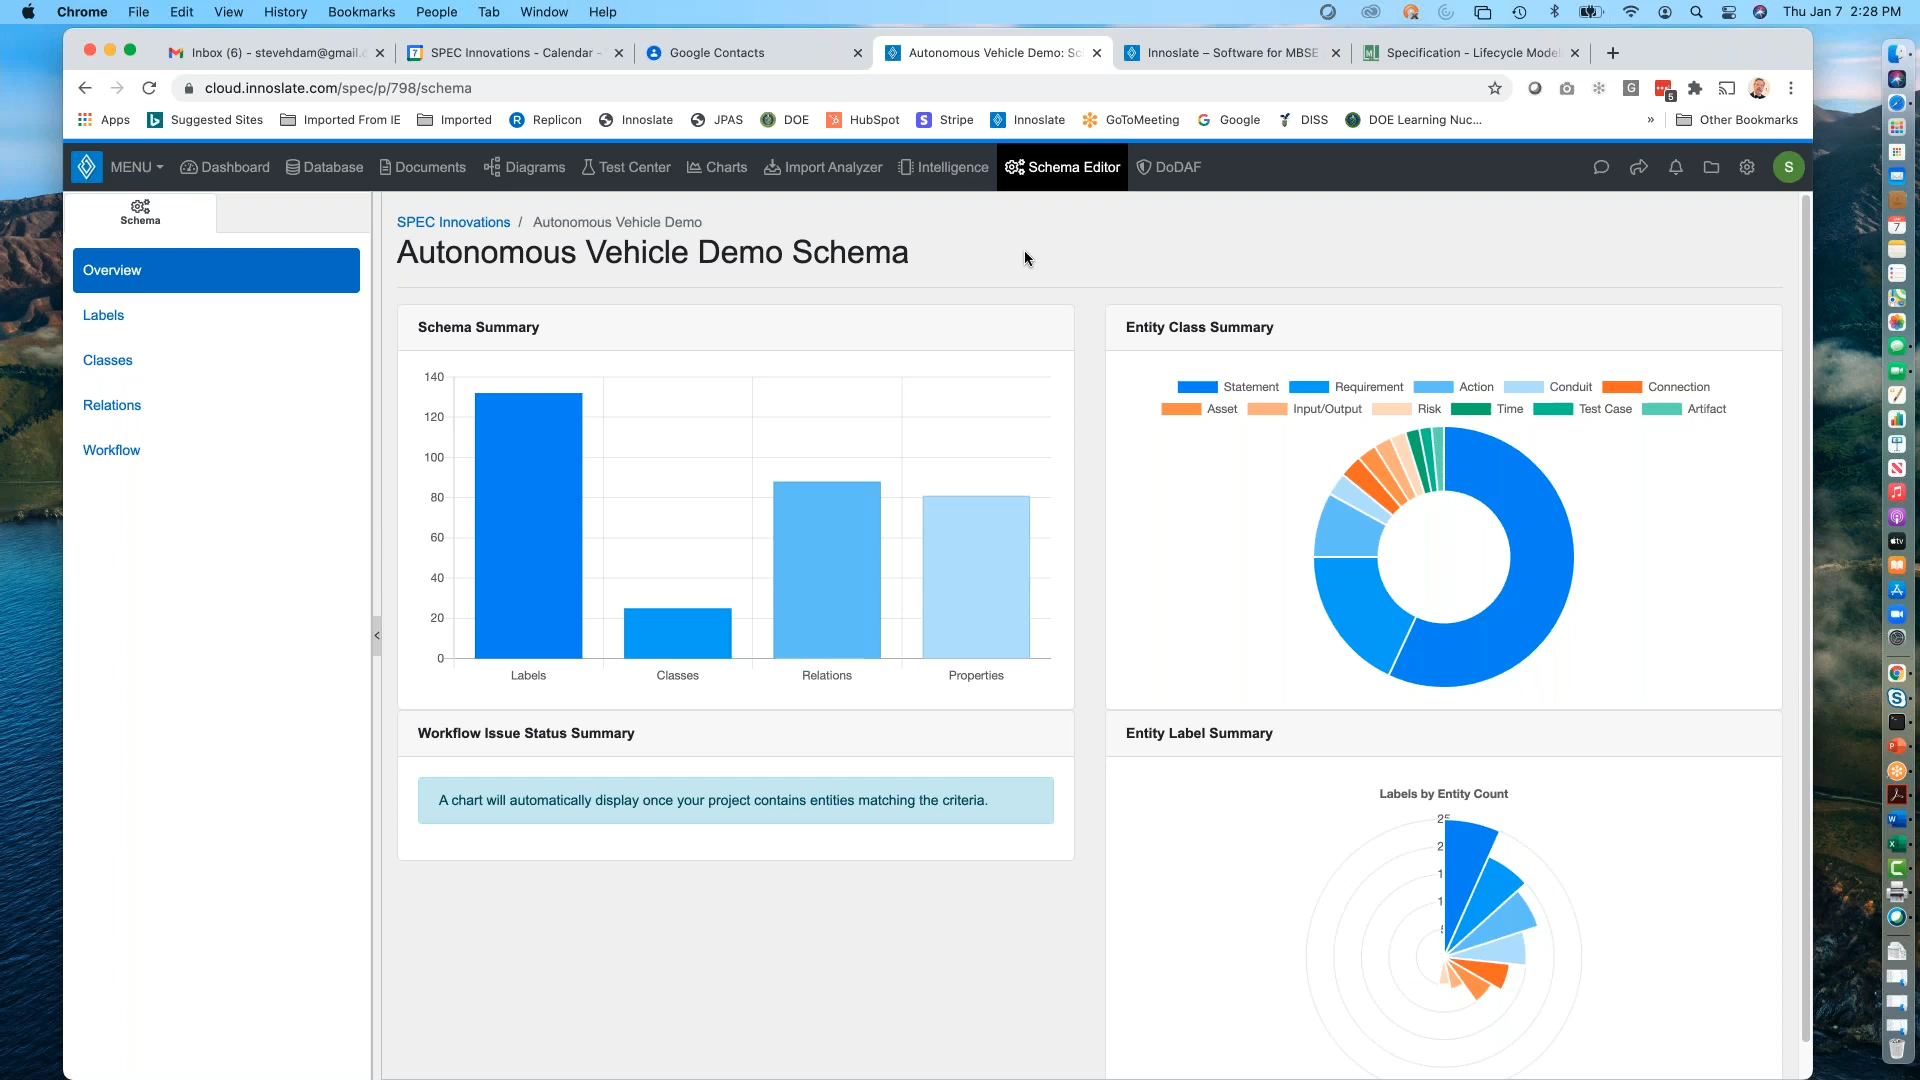 Chrome File Edit View History Bookmarks People Tab Window Help Thu Jan 7 2:28 PM
Inbox (6) - stevehdam@gmail.c SPEC Innovations - Calendar - Google Contacts Autonomous Vehicle Demo: Sc Innoslate – Software for MBSE Specification - Lifecycle Model
cloud.innoslate.com/spec/p/798/schema
Apps Suggested Sites Imported From IE Imported Replicon Innoslate JPAS DOE HubSpot Stripe Innoslate GoToMeeting Google DISS DOE Learning Nuc... » Other Bookmarks
MENU Dashboard Database Documents Diagrams Test Center Charts Import Analyzer Intelligence Schema Editor DoDAF S
Schema
Overview
Labels
Classes
Relations
Workflow
SPEC Innovations / Autonomous Vehicle Demo
Autonomous Vehicle Demo Schema
Schema Summary
140
120
100
80
60
40
20
0
Labels Classes Relations Properties
Entity Class Summary
Statement Requirement Action Conduit Connection
Asset Input/Output Risk Time Test Case Artifact
Workflow Issue Status Summary
A chart will automatically display once your project contains entities matching the criteria.
Entity Label Summary
Labels by Entity Count